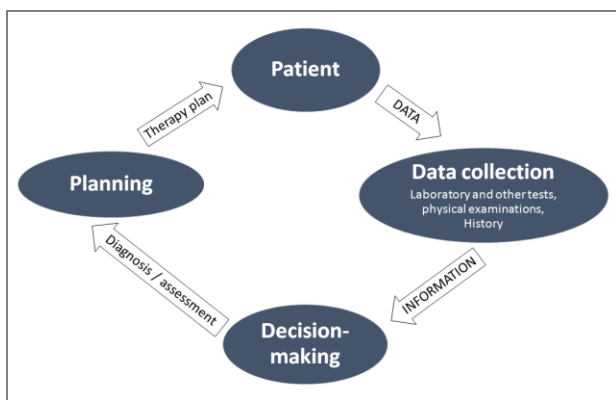 Patient
DATA
Data collection
Laboratory and other tests,
physical examinations,
History
INFORMATION
Decision-
making
Diagnosis / assessment
Planning
Therapy plan